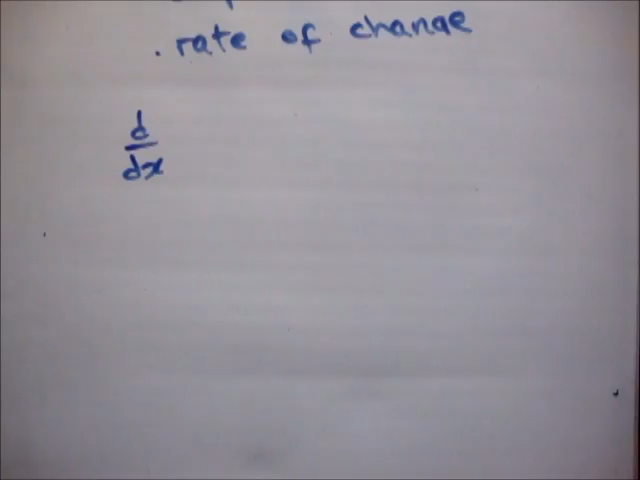 . rate of change
d
dx